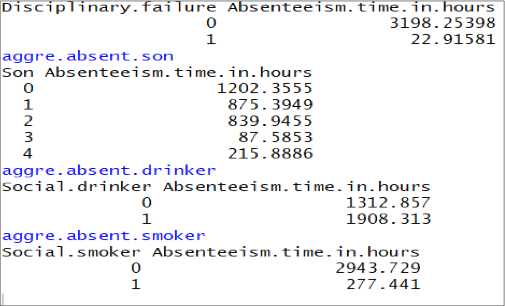 Disciplinary.failure Absenteeism.time.in.hours
0 3198.25398
1 22.91581
aggre.absent.son
Son Absenteeism.time.in.hours
0 1202.3555
1 875.3949
2 839.9455
3 87.5853
4 215.8886
aggre.absent.drinker
Social.drinker Absenteeism.time.in.hours
0 1312.857
1 1908.313
aggre.absent.smoker
Social.smoker Absenteeism.time.in.hours
0 2943.729
1 277.441